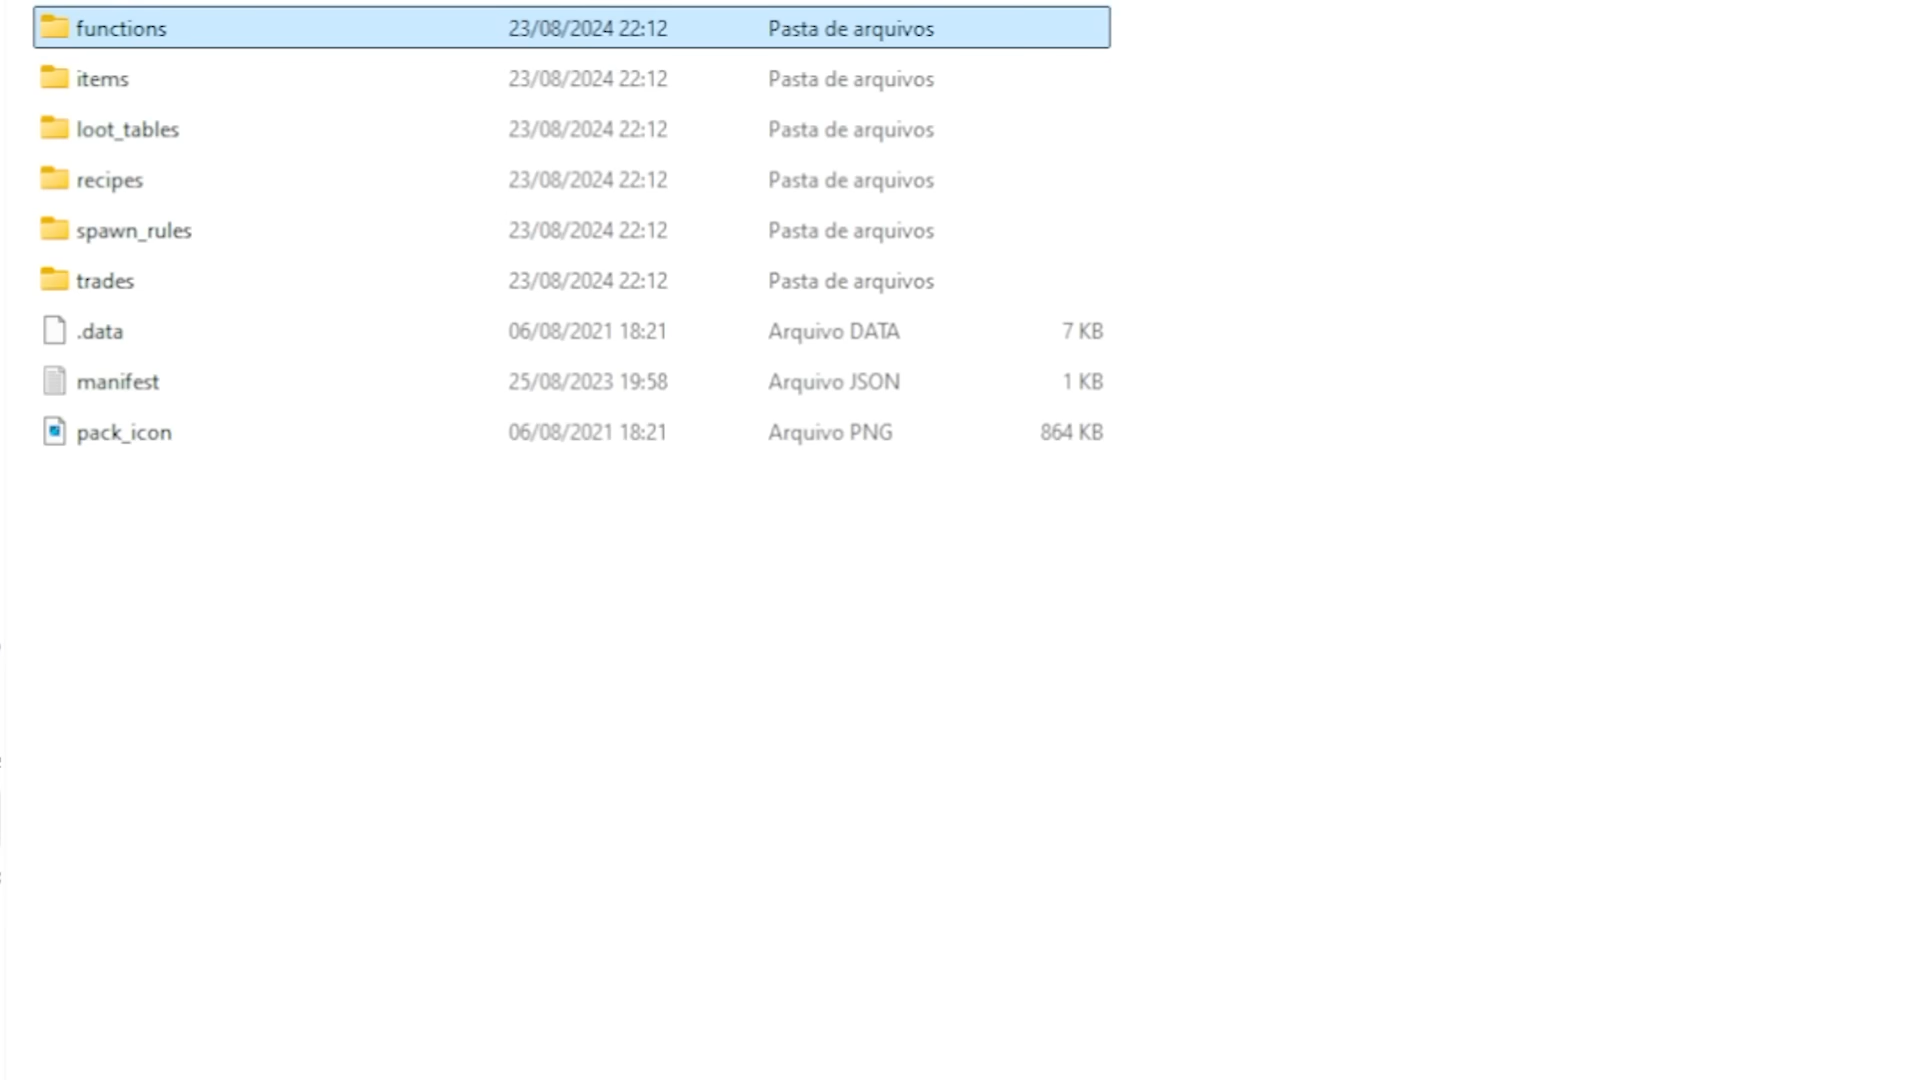 functions 23/08/2024 22:12 Pasta de arquivos
items 23/08/2024 22:12 Pasta de arquivos
loot_tables 23/08/2024 22:12 Pasta de arquivos
recipes 23/08/2024 22:12 Pasta de arquivos
spawn_rules 23/08/2024 22:12 Pasta de arquivos
trades 23/08/2024 22:12 Pasta de arquivos
.data 06/08/2021 18:21 Arquivo DATA 7 KB
manifest 25/08/2023 19:58 Arquivo JSON 1 KB
pack_icon 06/08/2021 18:21 Arquivo PNG 864 KB